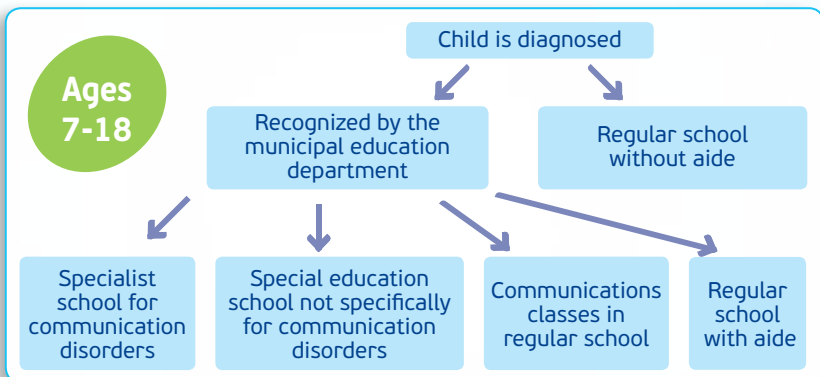 Ages
7-18
Child is diagnosed
Recognized by the
municipal education
department
Regular school
without aide
Specialist
school for
communication
disorders
Special education
school not specifically
for communication
disorders
Communications
classes in
regular school
Regular
school
with aide